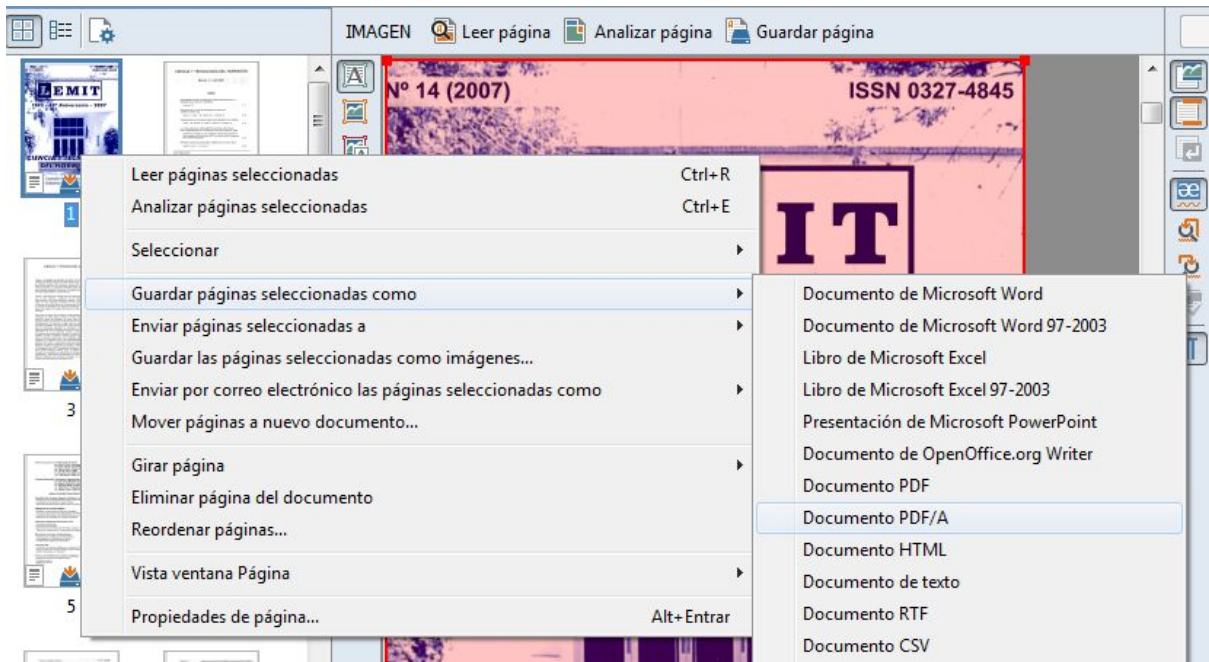 IMAGEN Leer página Analizar página Guardar página
LEMIT
Nº 14 (2007) ISSN 0327-4845
IT
1
3
5
Leer páginas seleccionadas Ctrl+R
Analizar páginas seleccionadas Ctrl+E
Seleccionar
Guardar páginas seleccionadas como
Enviar páginas seleccionadas a
Guardar las páginas seleccionadas como imágenes...
Enviar por correo electrónico las páginas seleccionadas como
Mover páginas a nuevo documento...
Girar página
Eliminar página del documento
Reordenar páginas...
Vista ventana Página
Propiedades de página... Alt+Entrar
Documento de Microsoft Word
Documento de Microsoft Word 97-2003
Libro de Microsoft Excel
Libro de Microsoft Excel 97-2003
Presentación de Microsoft PowerPoint
Documento de OpenOffice.org Writer
Documento PDF
Documento PDF/A
Documento HTML
Documento de texto
Documento RTF
Documento CSV